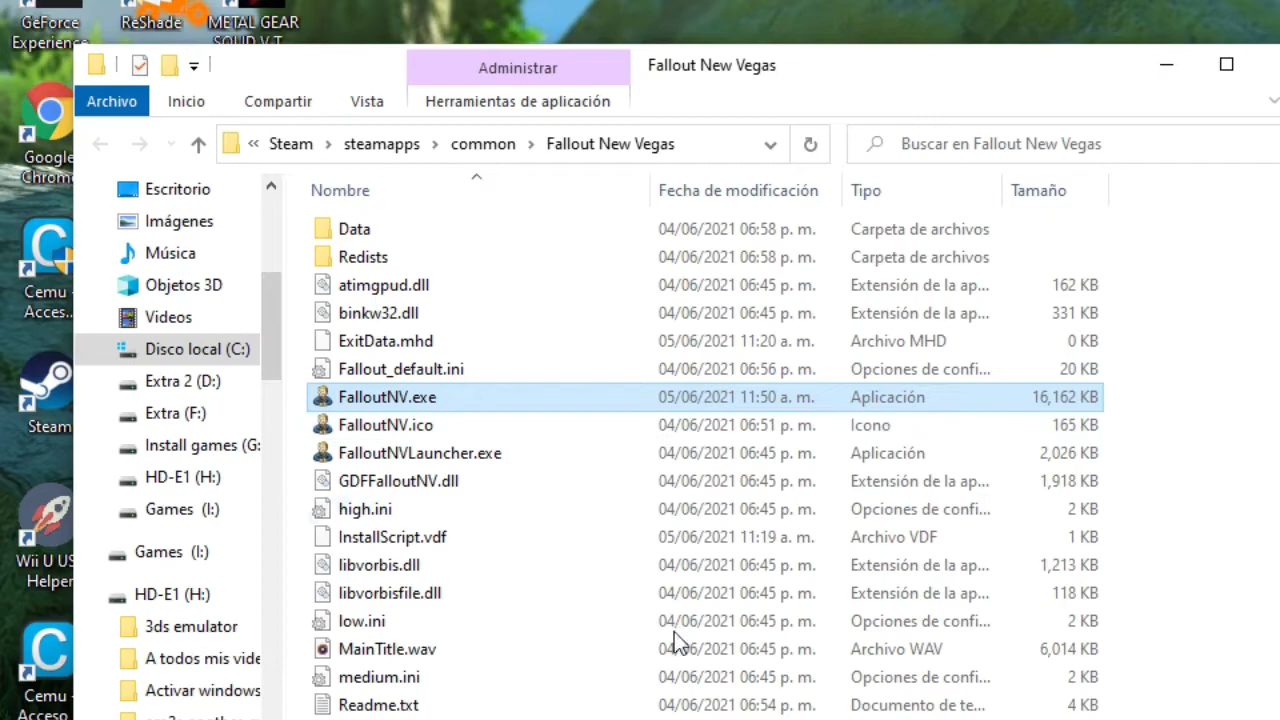 GeForce
Experience
ReShade
METAL GEAR
SOLID V T...
Administrar
Fallout New Vegas
Archivo
Inicio
Compartir
Vista
Herramientas de aplicación
« Steam > steamapps > common > Fallout New Vegas
Buscar en Fallout New Vegas
Google
Chrome
Cemu -
Acces...
Steam
Wii U US
Helper
Cemu -
Acceso
Escritorio
Imágenes
Música
Objetos 3D
Videos
Disco local (C:)
Extra 2 (D:)
Extra (F:)
Install games (G:
HD-E1 (H:)
Games (I:)
Games (I:)
HD-E1 (H:)
3ds emulator
A todos mis vide
Activar windows
Nombre Fecha de modificación Tipo Tamaño
Data 04/06/2021 06:58 p. m. Carpeta de archivos
Redists 04/06/2021 06:58 p. m. Carpeta de archivos
atimgpud.dll 04/06/2021 06:45 p. m. Extensión de la ap... 162 KB
binkw32.dll 04/06/2021 06:45 p. m. Extensión de la ap... 331 KB
ExitData.mhd 05/06/2021 11:20 a. m. Archivo MHD 0 KB
Fallout_default.ini 04/06/2021 06:56 p. m. Opciones de confi... 20 KB
FalloutNV.exe 05/06/2021 11:50 a. m. Aplicación 16,162 KB
FalloutNV.ico 04/06/2021 06:51 p. m. Icono 165 KB
FalloutNVLauncher.exe 04/06/2021 06:45 p. m. Aplicación 2,026 KB
GDFFalloutNV.dll 04/06/2021 06:45 p. m. Extensión de la ap... 1,918 KB
high.ini 04/06/2021 06:45 p. m. Opciones de confi... 2 KB
InstallScript.vdf 05/06/2021 11:19 a. m. Archivo VDF 1 KB
libvorbis.dll 04/06/2021 06:45 p. m. Extensión de la ap... 1,213 KB
libvorbisfile.dll 04/06/2021 06:45 p. m. Extensión de la ap... 118 KB
low.ini 04/06/2021 06:45 p. m. Opciones de confi... 2 KB
MainTitle.wav 04/06/2021 06:45 p. m. Archivo WAV 6,014 KB
medium.ini 04/06/2021 06:45 p. m. Opciones de confi... 2 KB
Readme.txt 04/06/2021 06:54 p. m. Documento de te... 4 KB